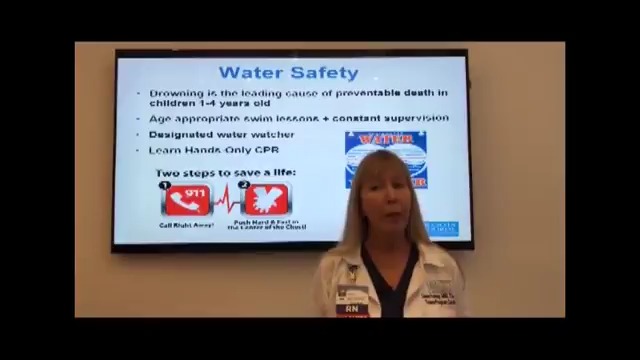 Water Safety
• Drowning is the leading cause of preventable death in
children 1-4 years old
• Age appropriate swim lessons + constant supervision
• Designated water watcher
• Learn Hands-Only CPR
WATER
Two steps to save a life:
1
911
2
Call Right Away!
Push Hard & Fast in
the Center of the Chest!
RN